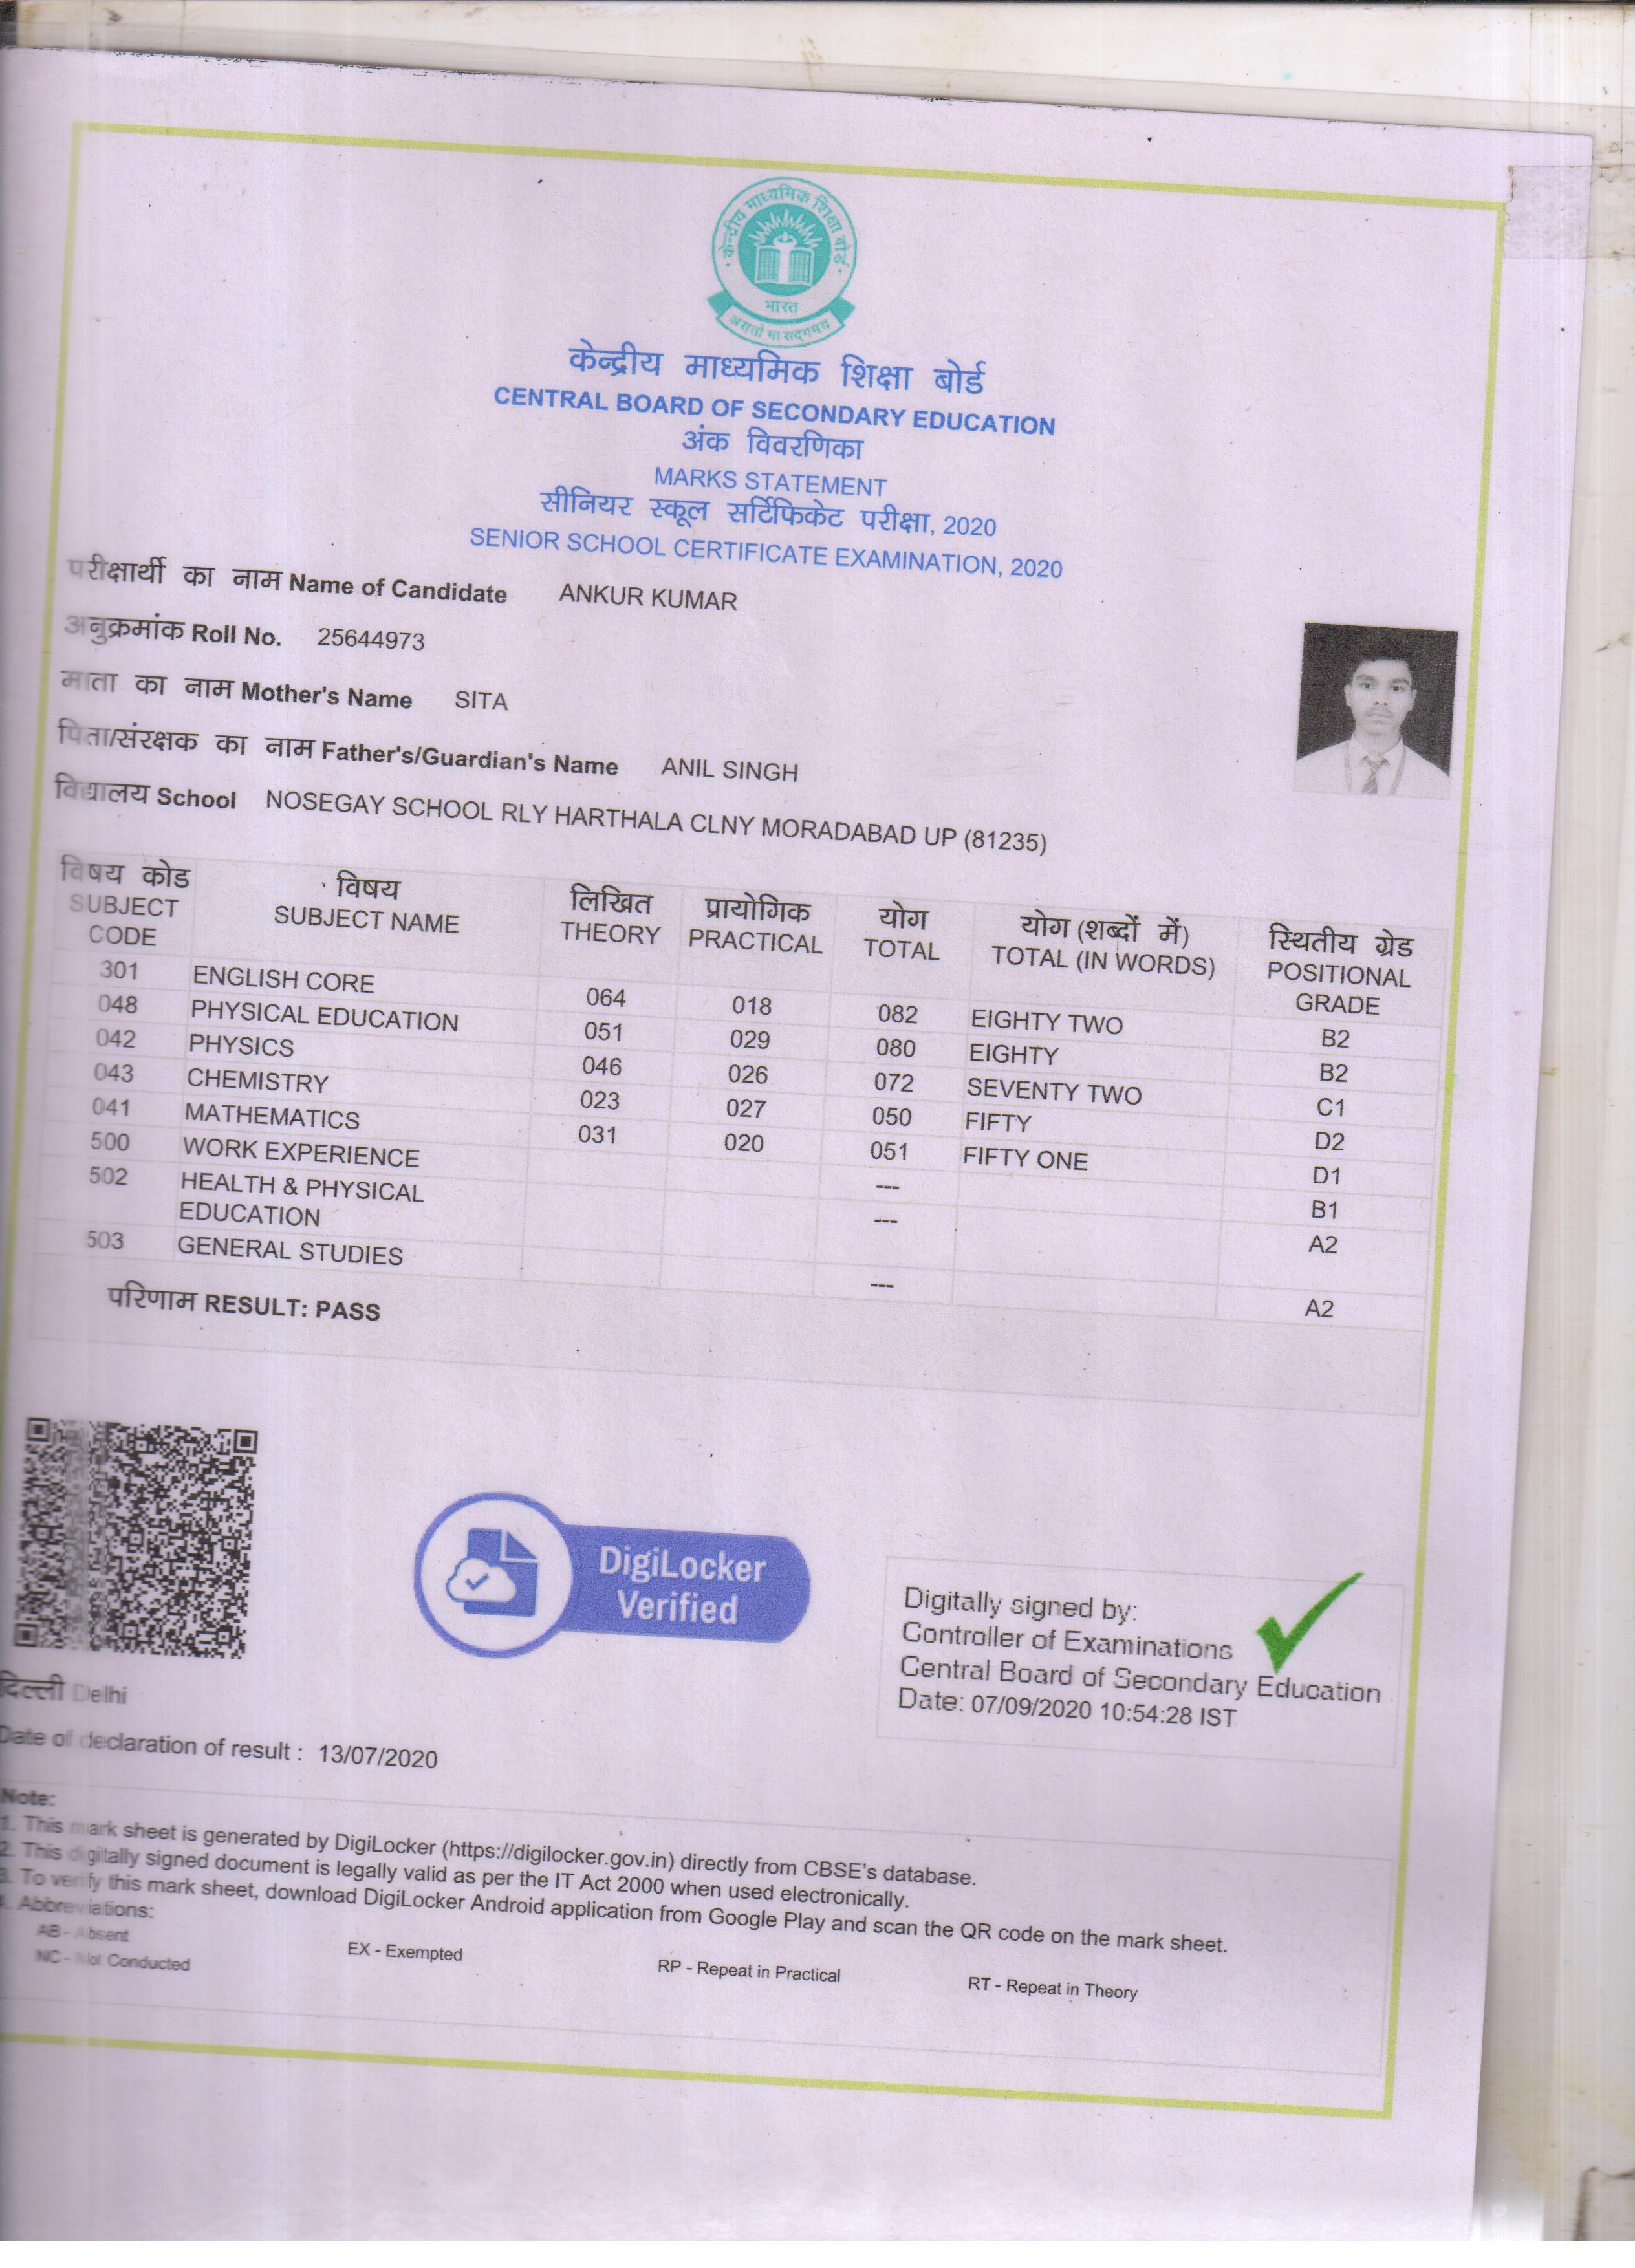 केन्द्रीय माध्यमिक शिक्षा बोर्ड
भारत
असतो मा सद्गमय
केन्द्रीय माध्यमिक शिक्षा बोर्ड
CENTRAL BOARD OF SECONDARY EDUCATION
अंक विवरणिका
MARKS STATEMENT
सीनियर स्कूल सर्टिफिकेट परीक्षा, 2020
SENIOR SCHOOL CERTIFICATE EXAMINATION, 2020
परीक्षार्थी का नाम Name of Candidate ANKUR KUMAR
अनुक्रमांक Roll No. 25644973
माता का नाम Mother's Name SITA
पिता/संरक्षक का नाम Father's/Guardian's Name ANIL SINGH
विद्यालय School NOSEGAY SCHOOL RLY HARTHALA CLNY MORADABAD UP (81235)
विषय कोड विषय लिखित प्रायोगिक योग योग (शब्दों में) स्थितीय ग्रेड
SUBJECT SUBJECT NAME THEORY PRACTICAL TOTAL TOTAL (IN WORDS) POSITIONAL
CODE GRADE
301 ENGLISH CORE 064 018 082 EIGHTY TWO B2
048 PHYSICAL EDUCATION 051 029 080 EIGHTY B2
042 PHYSICS 046 026 072 SEVENTY TWO C1
043 CHEMISTRY 023 027 050 FIFTY D2
041 MATHEMATICS 031 020 051 FIFTY ONE D1
500 WORK EXPERIENCE --- B1
502 HEALTH & PHYSICAL --- A2
EDUCATION
503 GENERAL STUDIES --- A2
परिणाम RESULT: PASS
DigiLocker
Verified
Digitally signed by:
Controller of Examinations
Central Board of Secondary Education
Date: 07/09/2020 10:54:28 IST
दिल्ली Delhi
Date of declaration of result : 13/07/2020
Note:
1. This mark sheet is generated by DigiLocker (https://digilocker.gov.in) directly from CBSE's database.
2. This digitally signed document is legally valid as per the IT Act 2000 when used electronically.
3. To verify this mark sheet, download DigiLocker Android application from Google Play and scan the QR code on the mark sheet.
4. Abbreviations:
AB - Absent EX - Exempted RP - Repeat in Practical RT - Repeat in Theory
NC - Not Conducted